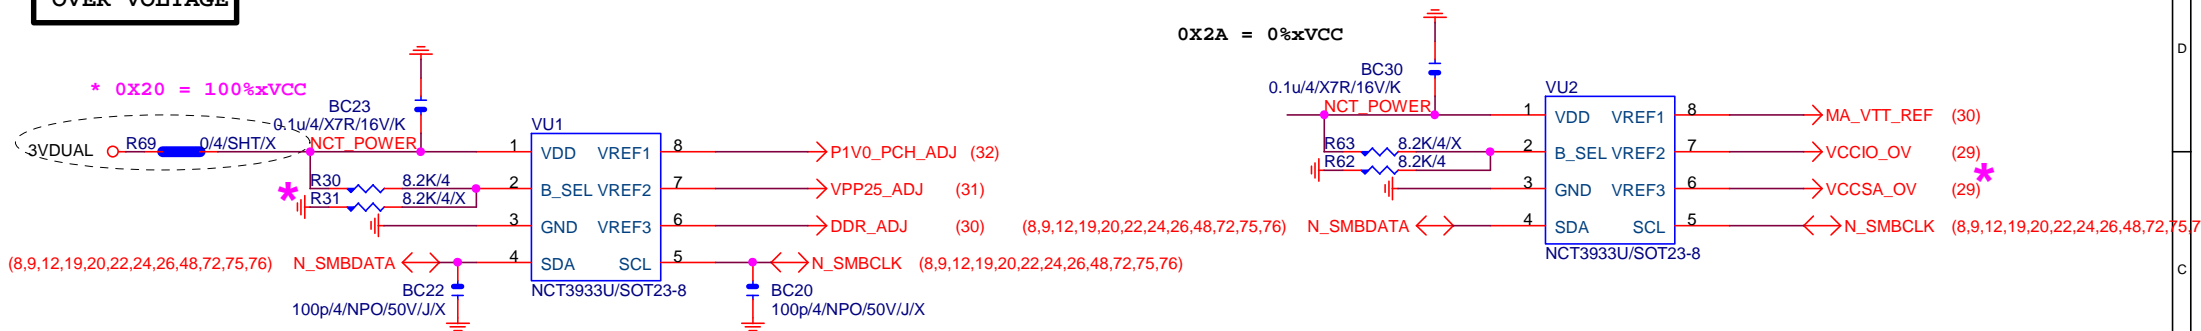 OVER VOLTAGE
* 0X20 = 100%xVCC
BC23
0.1u/4/X7R/16V/K
3VDUAL R69 0/4/SHT/X NCT_POWER
VU1
1 VDD VREF1 8 P1V0_PCH_ADJ (32)
R30 8.2K/4 2 B_SEL VREF2 7 VPP25_ADJ (31)
* R31 8.2K/4/X
3 GND VREF3 6 DDR_ADJ (30)
(8,9,12,19,20,22,24,26,48,72,75,76) N_SMBDATA 4 SDA SCL 5 N_SMBCLK (8,9,12,19,20,22,24,26,48,72,75,76)
NCT3933U/SOT23-8
BC22
100p/4/NPO/50V/J/X
BC20
100p/4/NPO/50V/J/X
0X2A = 0%xVCC
BC30
0.1u/4/X7R/16V/K
NCT_POWER
VU2
1 VDD VREF1 8 MA_VTT_REF (30)
R63 8.2K/4/X 2 B_SEL VREF2 7 VCCIO_OV (29)
R62 8.2K/4
3 GND VREF3 6 VCCSA_OV (29) *
(8,9,12,19,20,22,24,26,48,72,75,76) N_SMBDATA 4 SDA SCL 5 N_SMBCLK (8,9,12,19,20,22,24,26,48,72,75,7
NCT3933U/SOT23-8
D
C